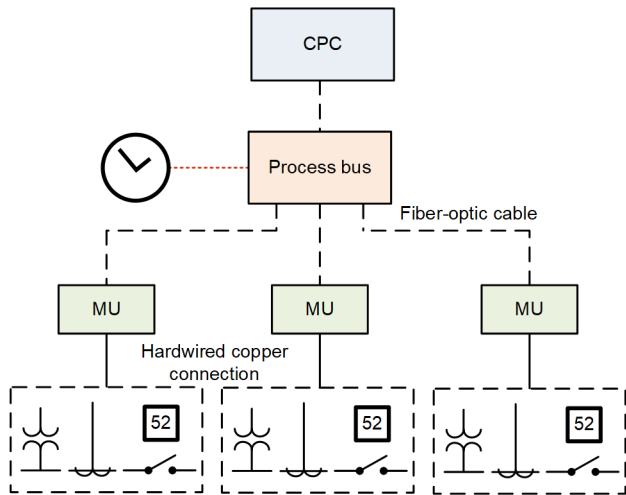 CPC
Process bus
Fiber-optic cable
MU
MU
MU
Hardwired copper
connection
52
52
52